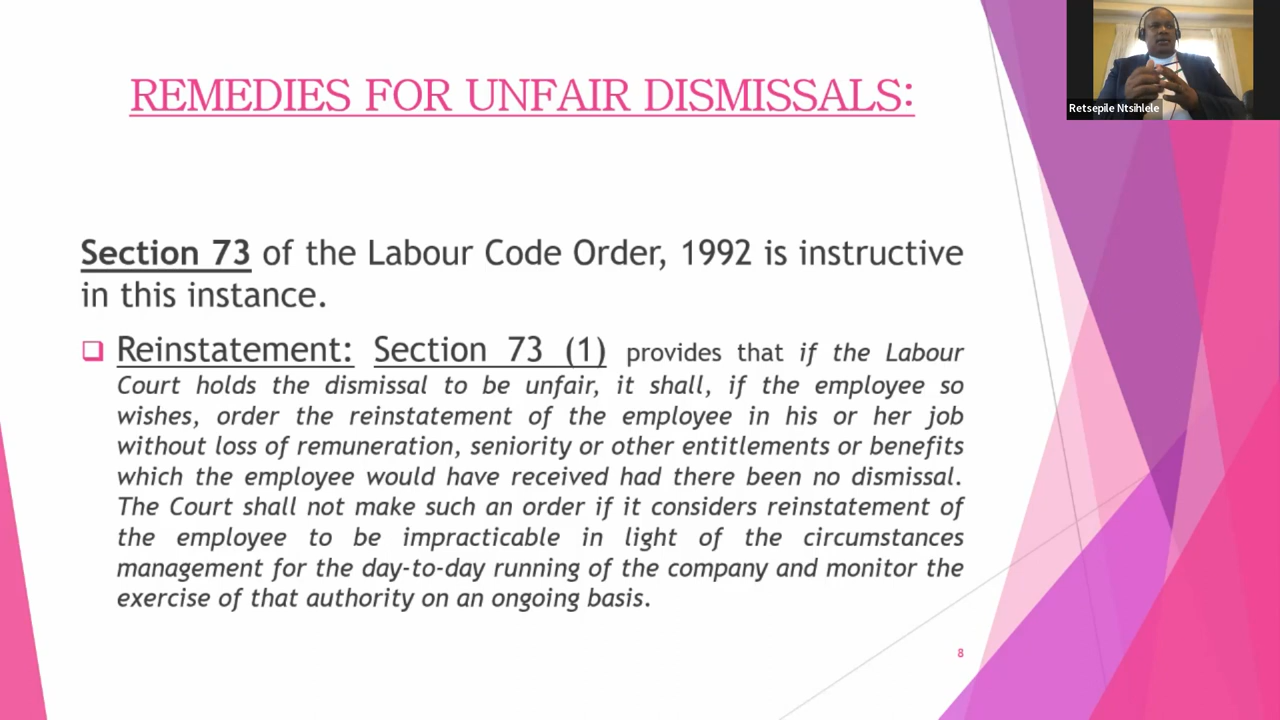 REMEDIES FOR UNFAIR DISMISSALS:
Retsepile Ntsihlele
Section 73 of the Labour Code Order, 1992 is instructive
in this instance.
Reinstatement: Section 73 (1) provides that if the Labour
Court holds the dismissal to be unfair, it shall, if the employee so
wishes, order the reinstatement of the employee in his or her job
without loss of remuneration, seniority or other entitlements or benefits
which the employee would have received had there been no dismissal.
The Court shall not make such an order if it considers reinstatement of
the employee to be impracticable in light of the circumstances
management for the day-to-day running of the company and monitor the
exercise of that authority on an ongoing basis.
8